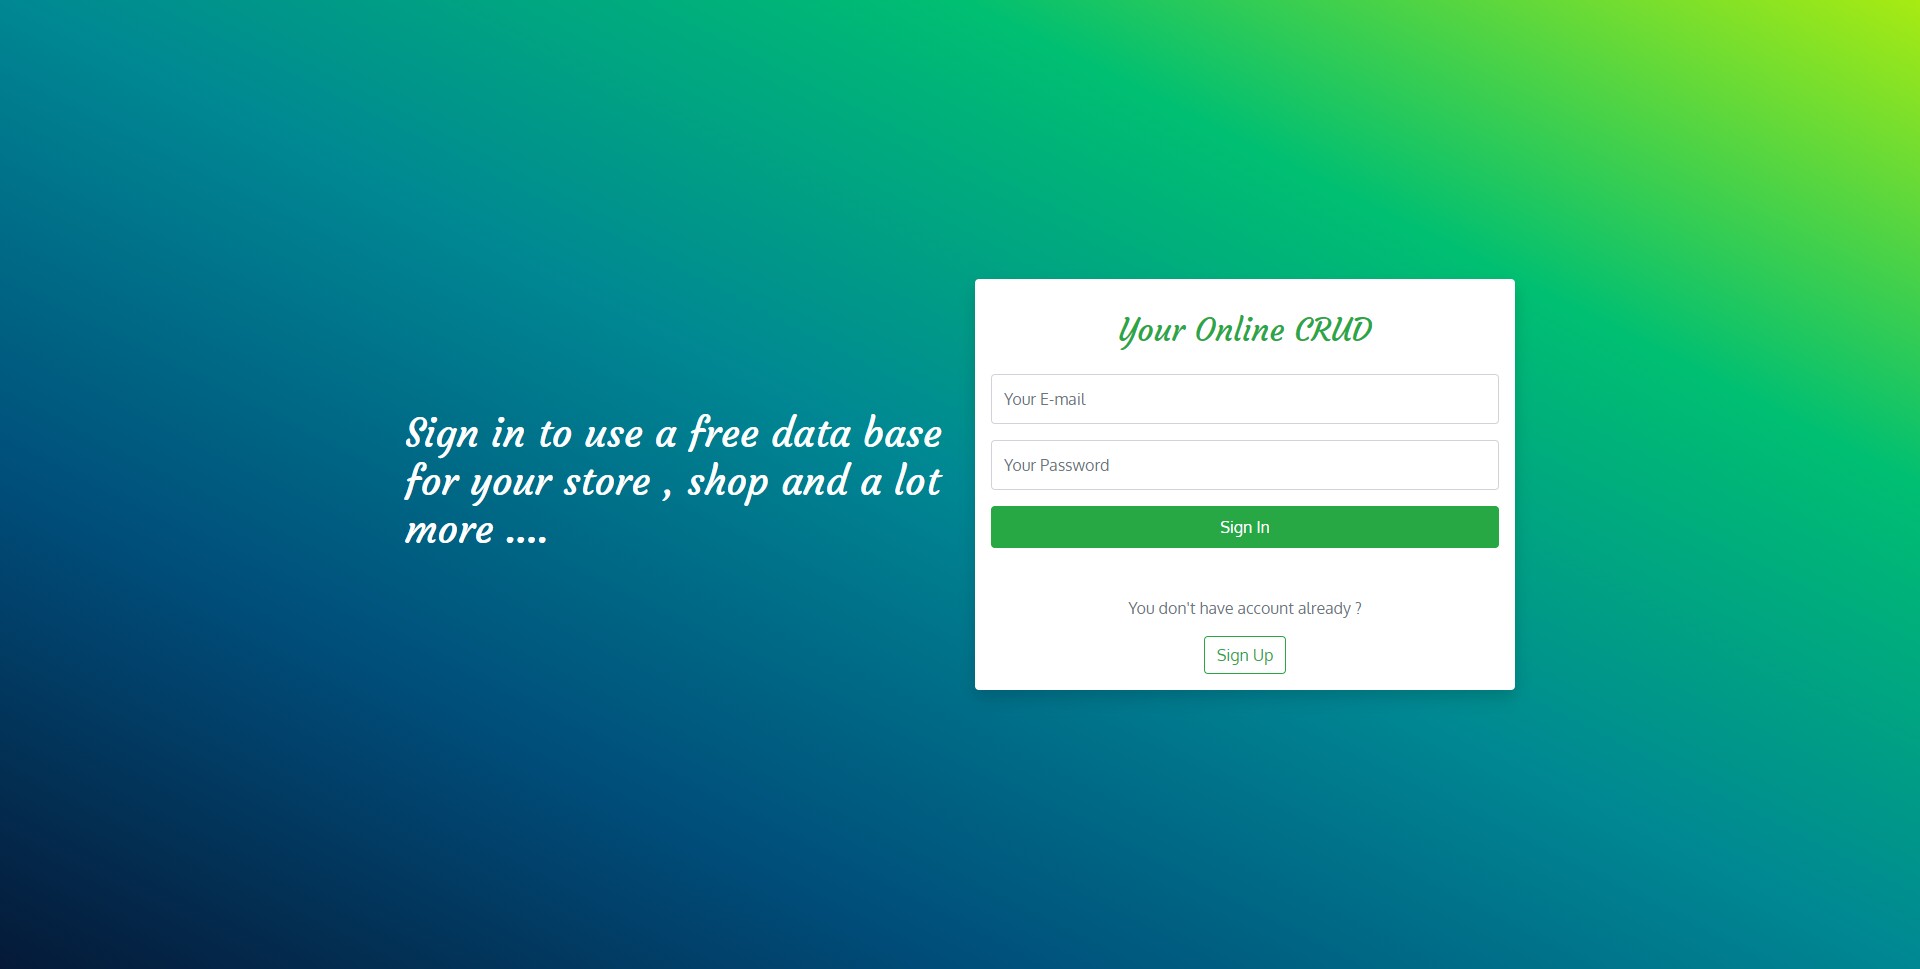 Sign in to use a free data base
for your store , shop and a lot
more ....
Your Online CRUD
Your E-mail
Your Password
Sign In
You don't have account already ?
Sign Up